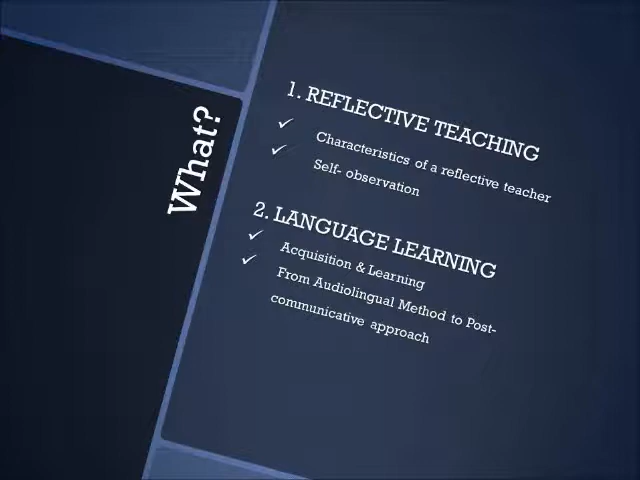 What?
1. REFLECTIVE TEACHING
✓ Characteristics of a reflective teacher
✓ Self- observation
2. LANGUAGE LEARNING
✓ Acquisition & Learning
✓ From Audiolingual Method to Post-
communicative approach